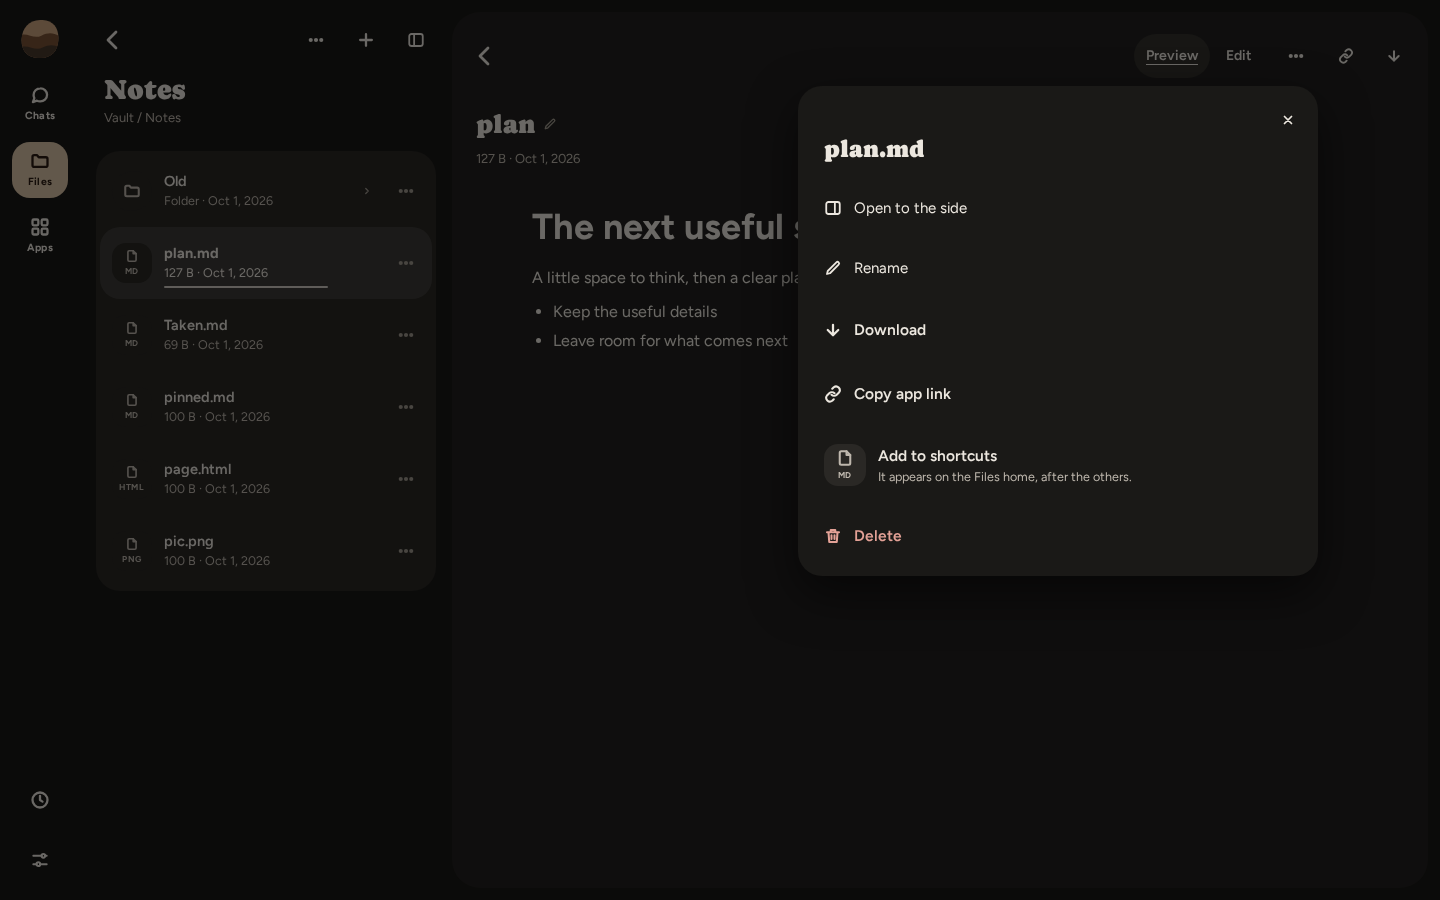 Chats
Files
Apps
Notes
Vault / Notes
Old
Folder · Oct 1, 2026
MD
plan.md
127 B · Oct 1, 2026
MD
Taken.md
69 B · Oct 1, 2026
MD
pinned.md
100 B · Oct 1, 2026
HTML
page.html
100 B · Oct 1, 2026
PNG
pic.png
100 B · Oct 1, 2026
Preview
Edit
plan
127 B · Oct 1, 2026
The next useful
A little space to think, then a clear
• Keep the useful details
• Leave room for what comes next
plan.md
Open to the side
Rename
Download
Copy app link
MD
Add to shortcuts
It appears on the Files home, after the others.
Delete